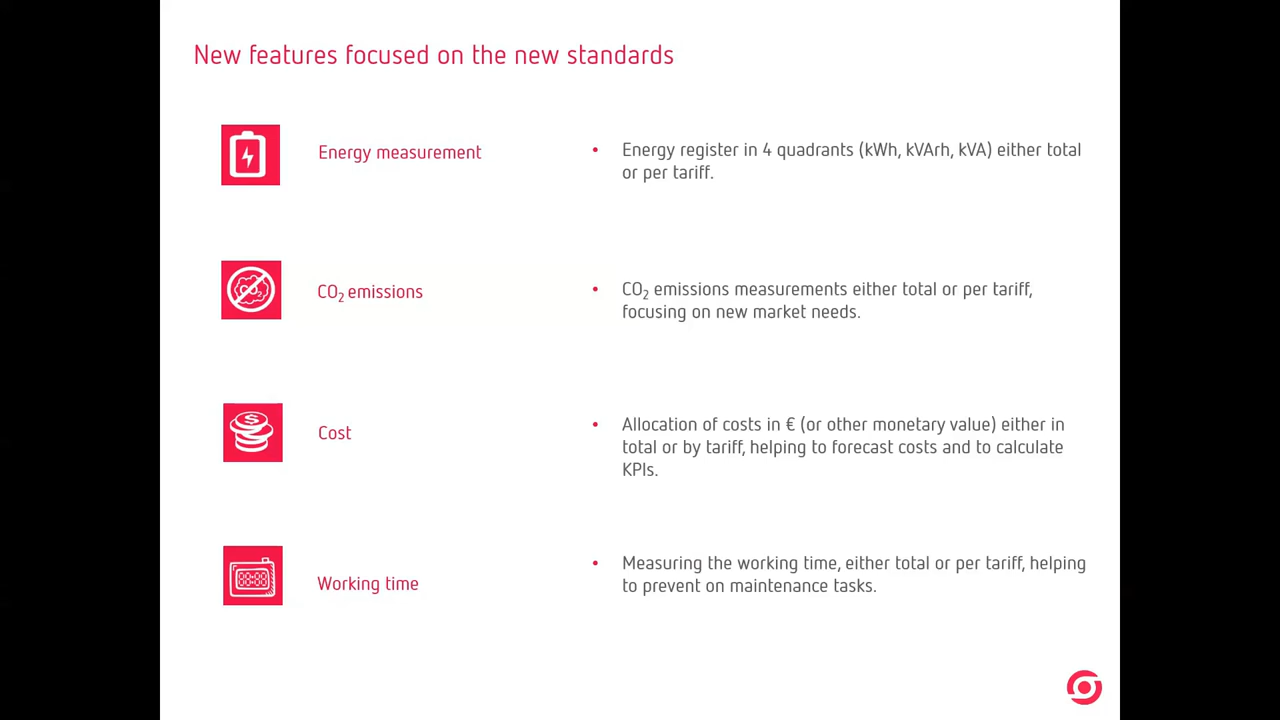 New features focused on the new standards
Energy measurement
• Energy register in 4 quadrants (kWh, kVArh, kVA) either total
or per tariff.
CO₂
CO₂ emissions
• CO₂ emissions measurements either total or per tariff,
focusing on new market needs.
$
Cost
• Allocation of costs in € (or other monetary value) either in
total or by tariff, helping to forecast costs and to calculate
KPIs.
00:00
Working time
• Measuring the working time, either total or per tariff, helping
to prevent on maintenance tasks.